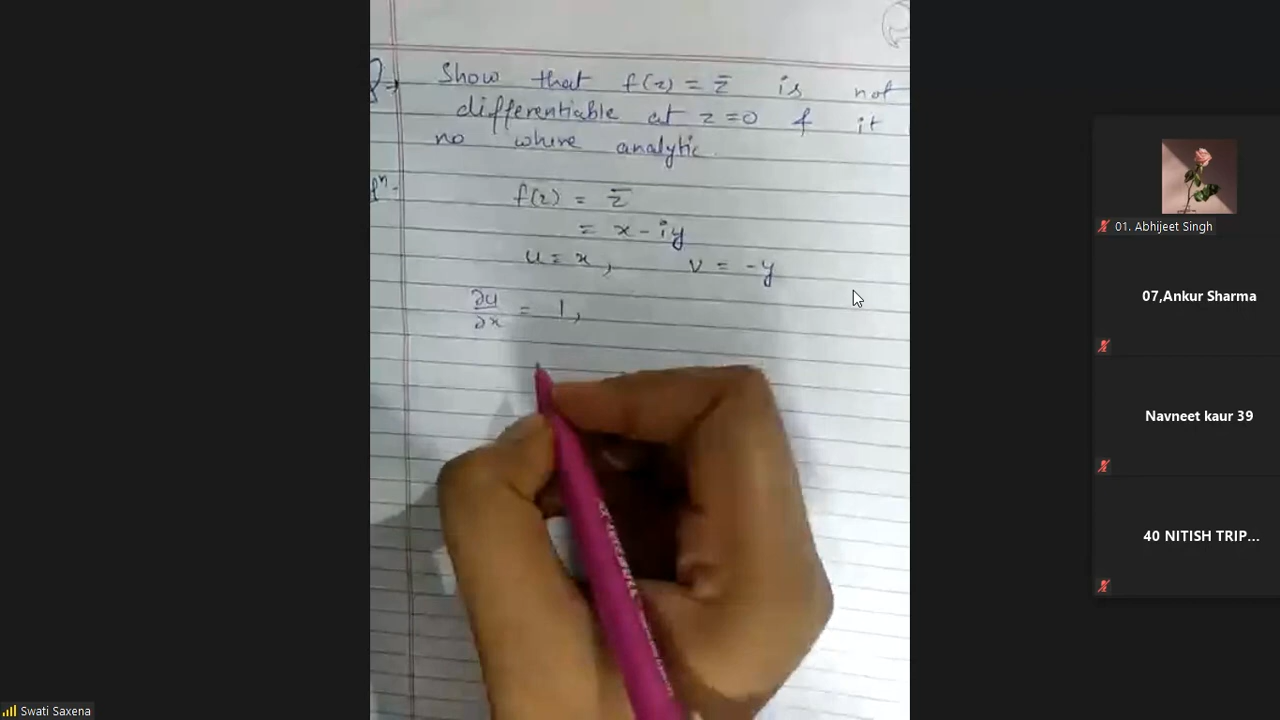 Q⇒ Show that f(z) = z̅ is not
differentiable at z=0 & it
no where analytic.
f(z) = z̅
= x - iy
u = x, v = -y
∂u/∂x = 1,
01. Abhijeet Singh
07,Ankur Sharma
Navneet kaur 39
40 NITISH TRIP...
Swati Saxena